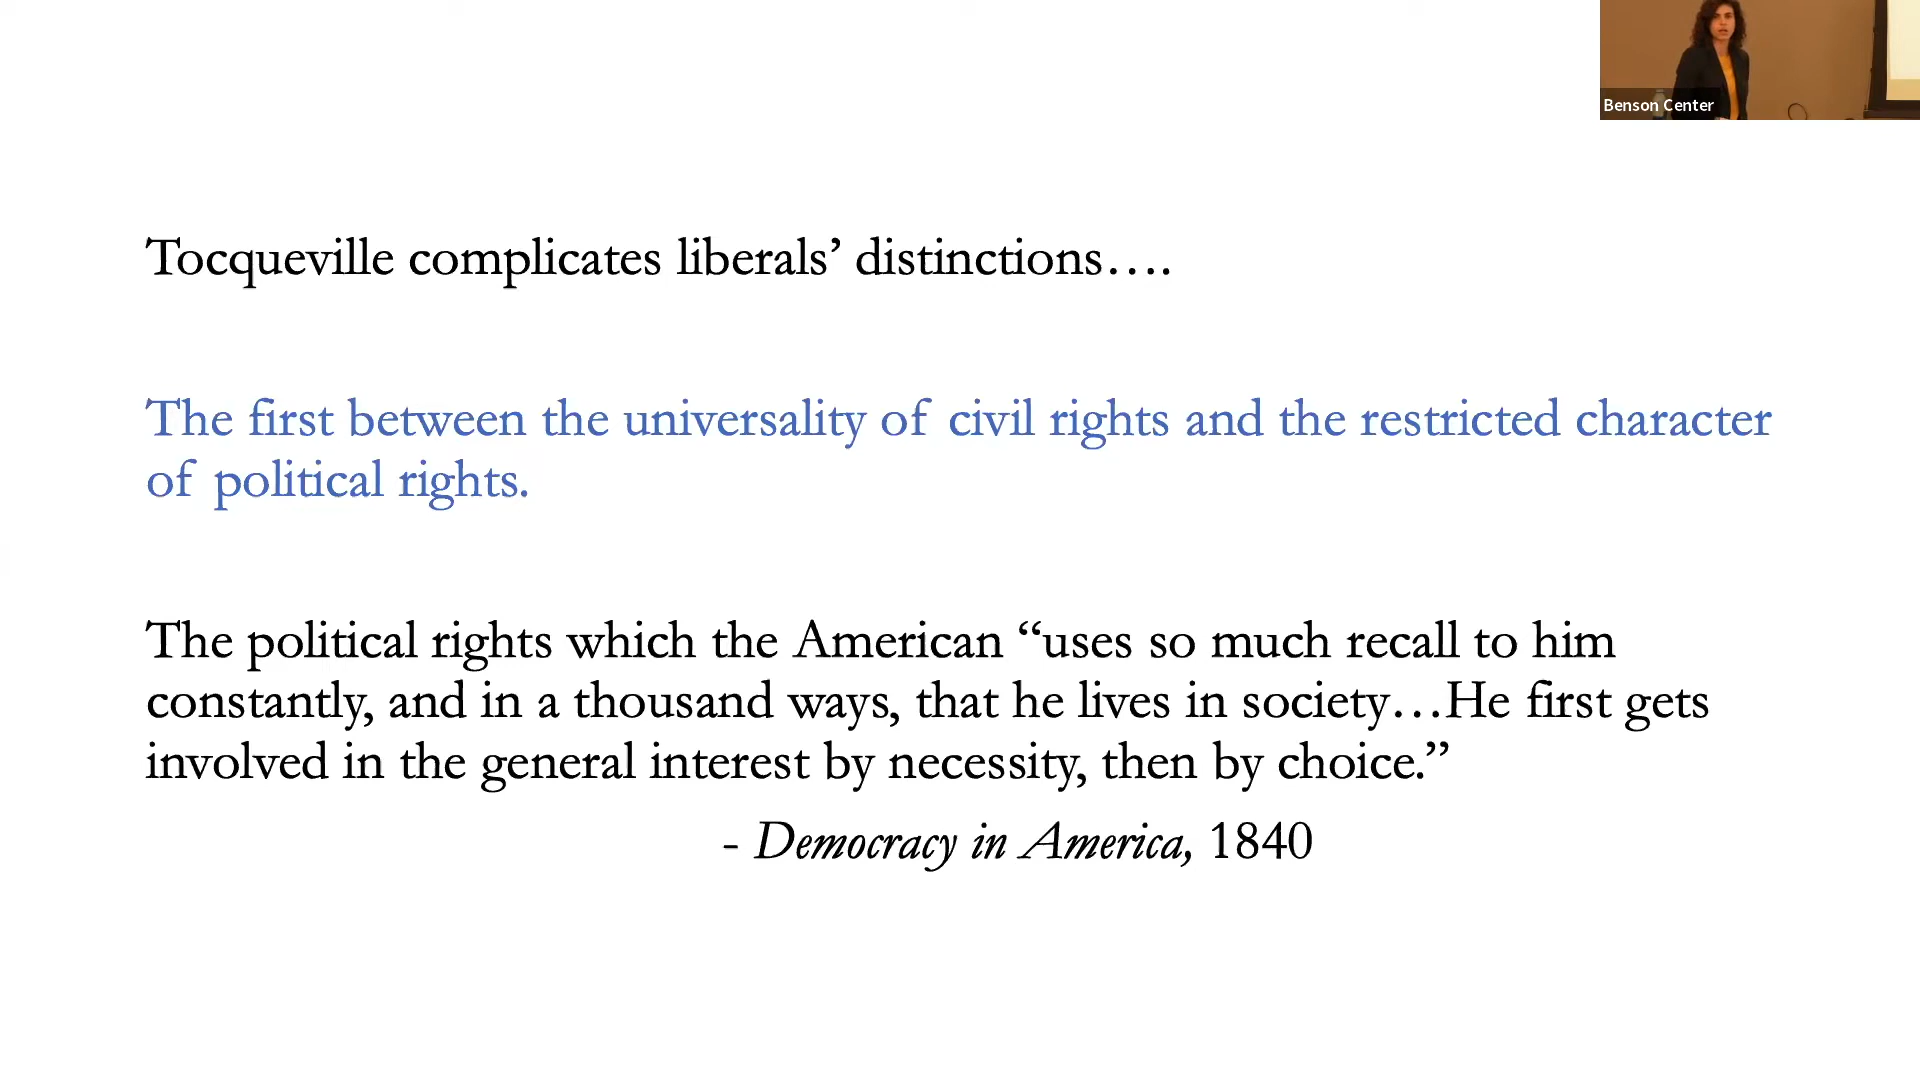 Benson Center
Tocqueville complicates liberals’ distinctions….
The first between the universality of civil rights and the restricted character
of political rights.
The political rights which the American “uses so much recall to him
constantly, and in a thousand ways, that he lives in society…He first gets
involved in the general interest by necessity, then by choice.”
- Democracy in America, 1840